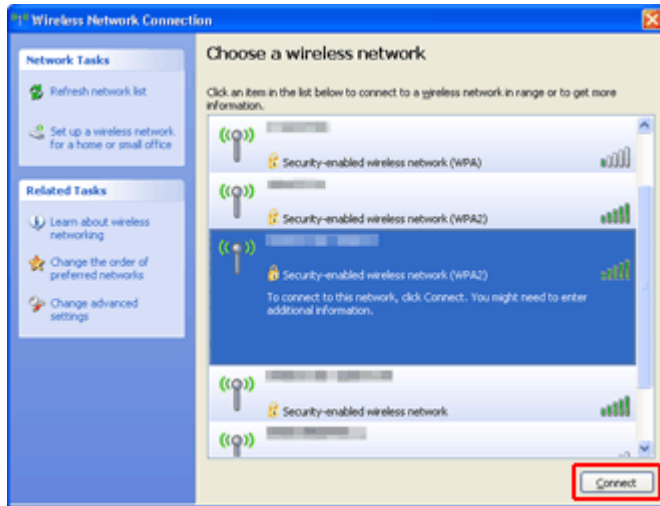 Wireless Network Connection
Network Tasks
Refresh network list
Set up a wireless network
for a home or small office
Related Tasks
Learn about wireless
networking
Change the order of
preferred networks
Change advanced
settings
Choose a wireless network
Click an item in the list below to connect to a wireless network in range or to get more
information.
Security-enabled wireless network (WPA)
Security-enabled wireless network (WPA2)
Security-enabled wireless network (WPA2)
To connect to this network, click Connect. You might need to enter
additional information.
Security-enabled wireless network
Connect